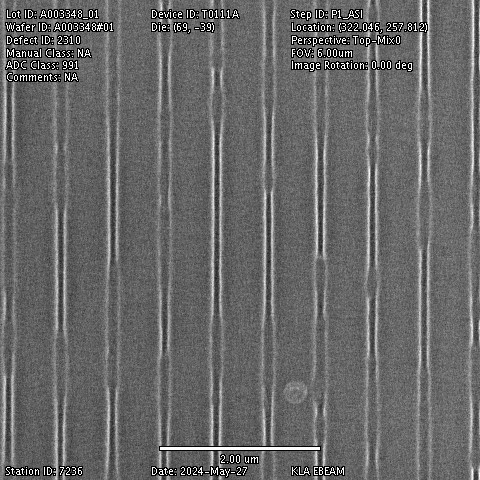 Lot ID: A003348_01
Device ID: T0111A
Step ID: P1_ASI
Wafer ID: A003348#01
Die: (69, -39)
Location: (322.046, 257.812)
Defect ID: 2310
Perspective: Top-Mix0
Manual Class: NA
FOV: 6.00um
ADC Class: 991
Image Rotation: 0.00 deg
Comments: NA
2.00 um
Station ID: 7236
Date: 2024-May-27
KLA EBEAM